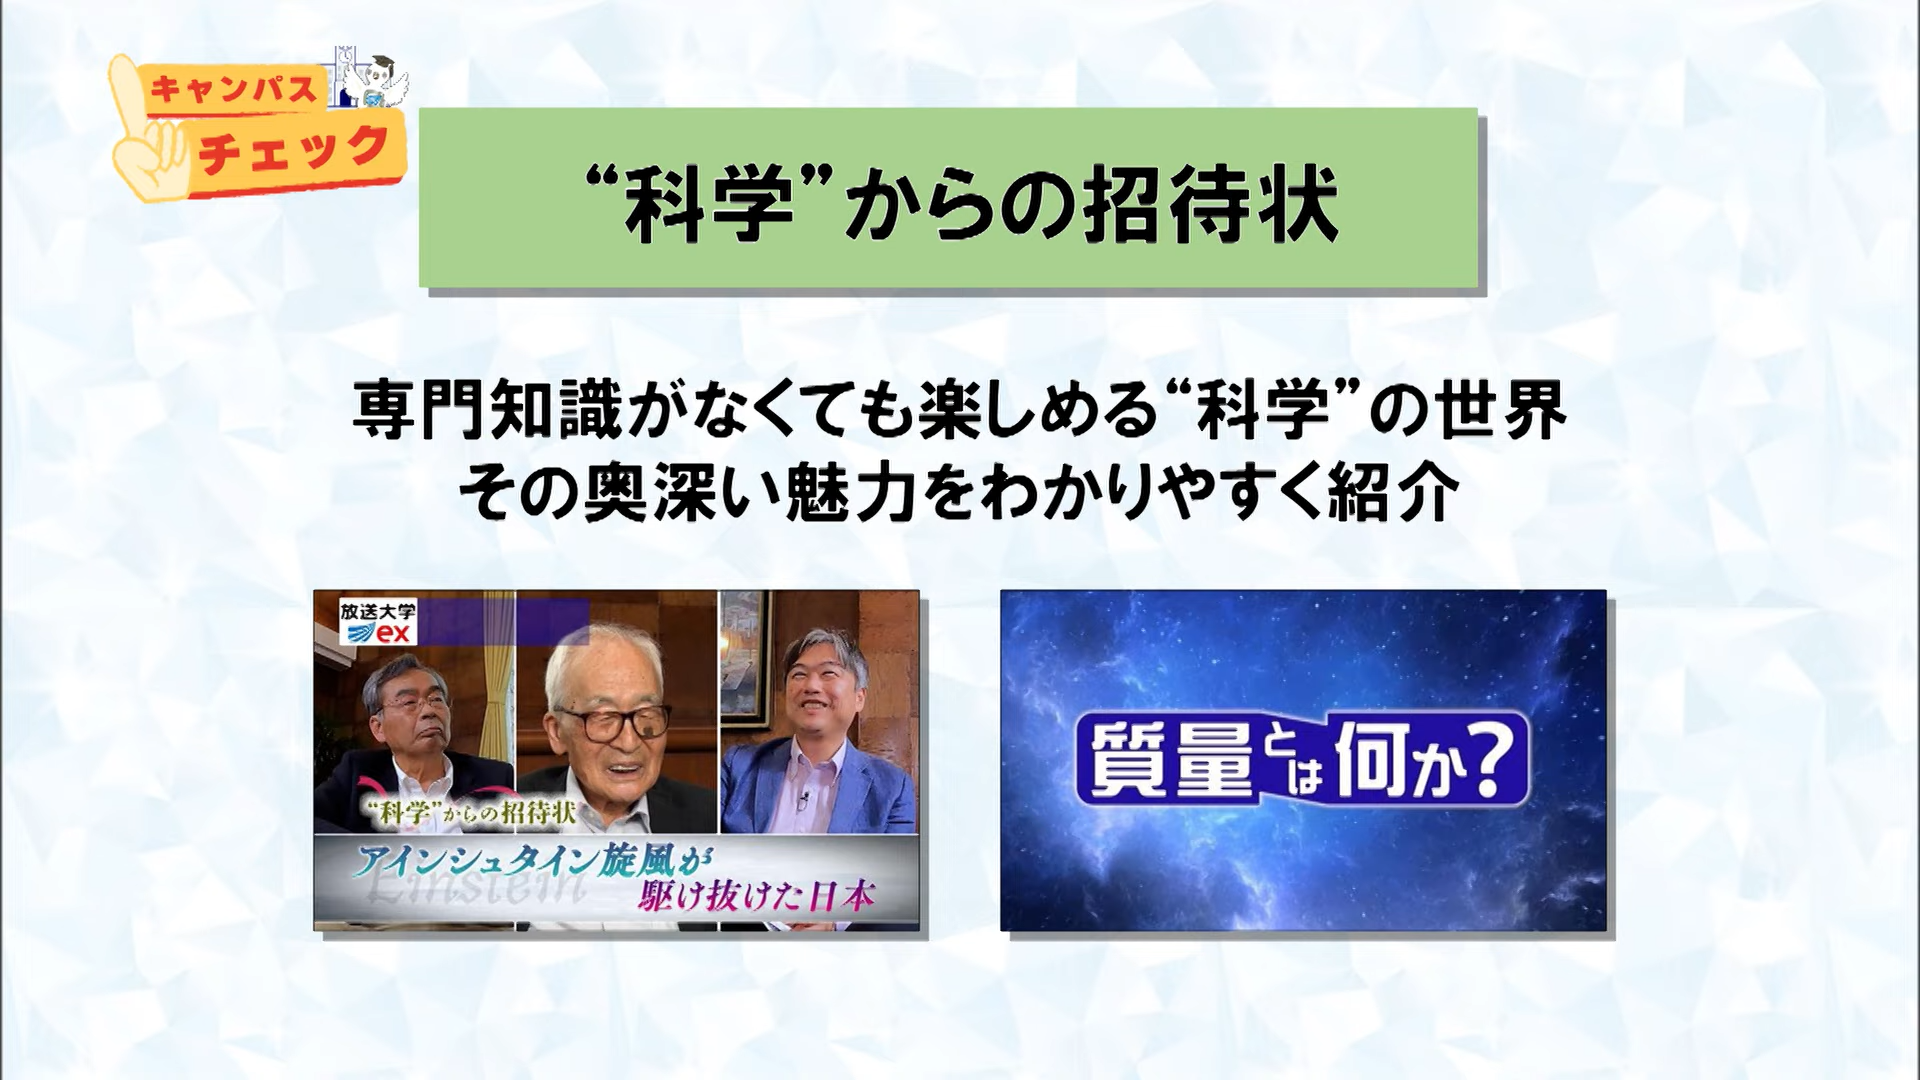 キャンパス
チェック
“科学”からの招待状
専門知識がなくても楽しめる“科学”の世界
その奥深い魅力をわかりやすく紹介
放送大学
ex
“科学”からの招待状
アインシュタイン旋風が
Einstein
駆け抜けた日本
質量とは何か?